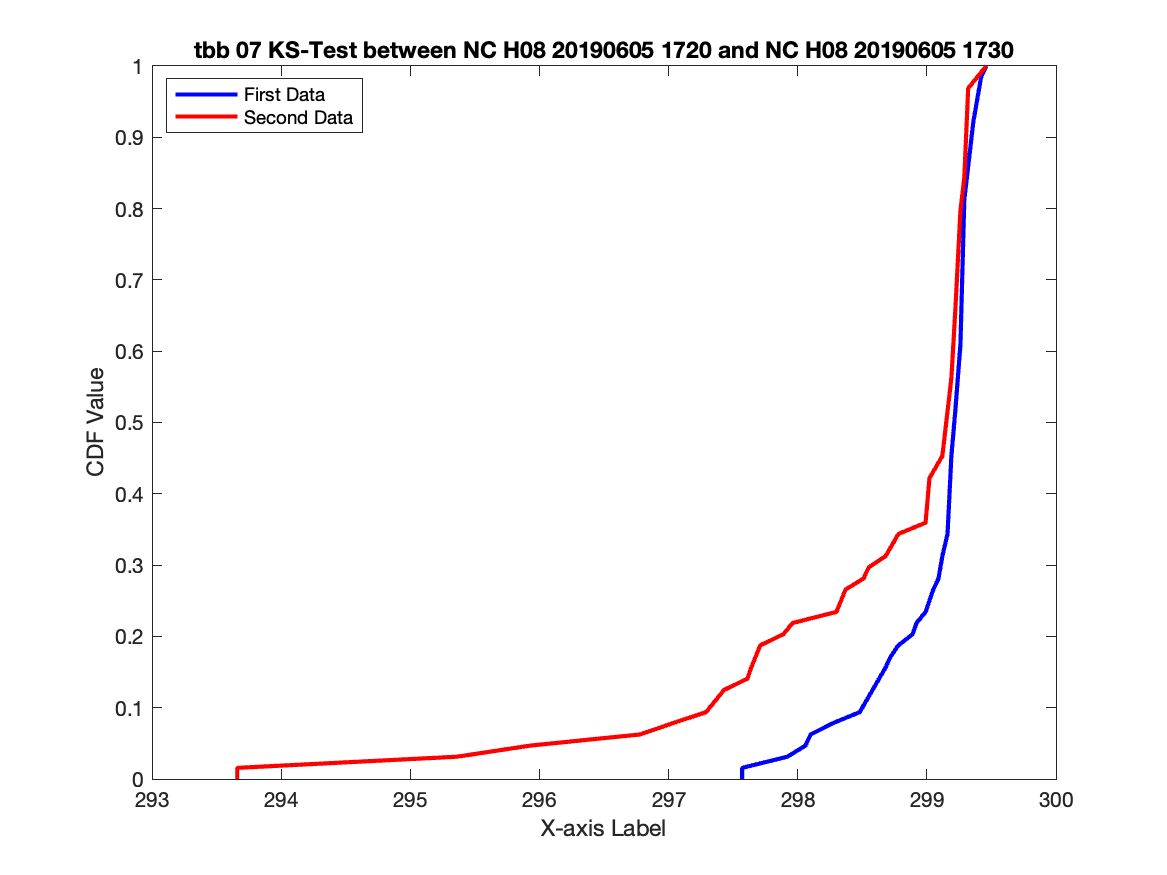 tbb 07 KS-Test between NC H08 20190605 1720 and NC H08 20190605 1730
First Data
Second Data
1
0.9
0.8
0.7
0.6
0.5
0.4
0.3
0.2
0.1
0
CDF Value
293 294 295 296 297 298 299 300
X-axis Label